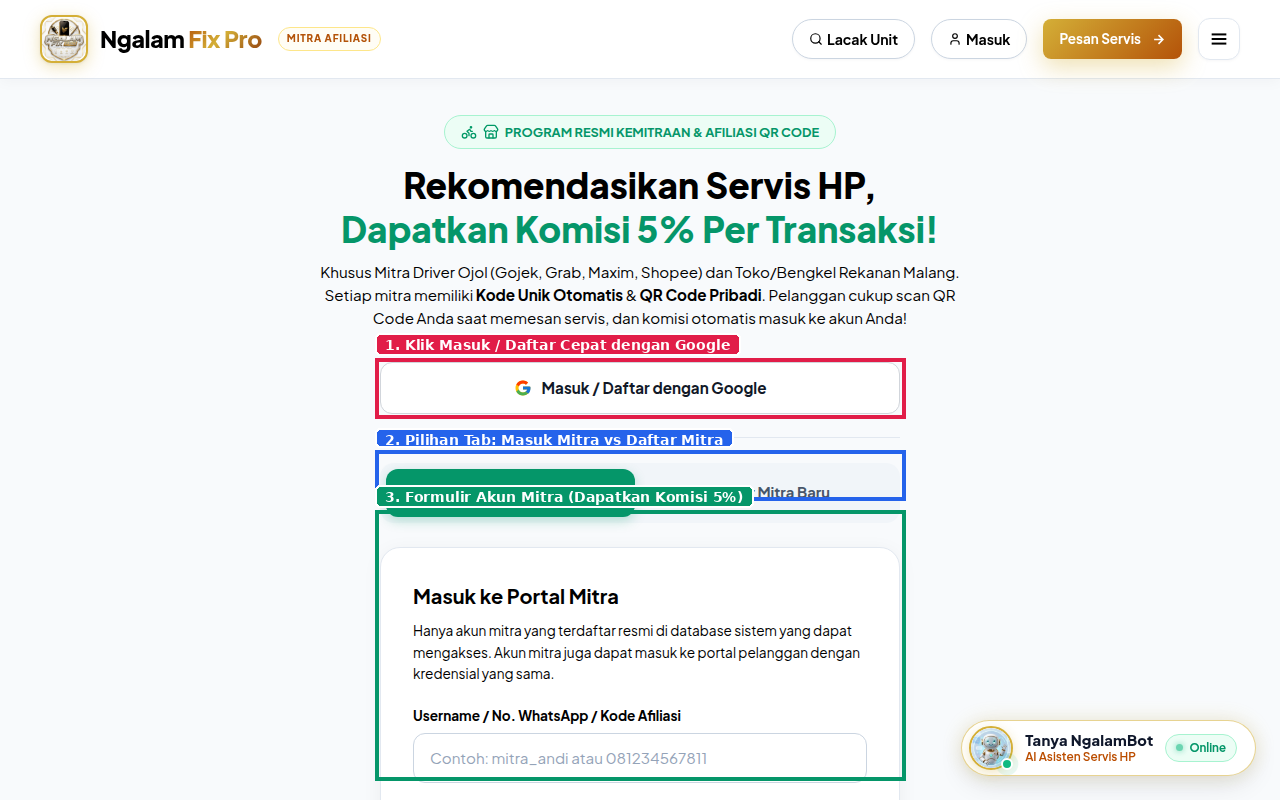 Ngalam Fix Pro
MITRA AFILIASI
Lacak Unit
Masuk
Pesan Servis
PROGRAM RESMI KEMITRAAN & AFILIASI QR CODE
Rekomendasikan Servis HP,
Dapatkan Komisi 5% Per Transaksi!
Khusus Mitra Driver Ojol (Gojek, Grab, Maxim, Shopee) dan Toko/Bengkel Rekanan Malang.
Setiap mitra memiliki Kode Unik Otomatis & QR Code Pribadi. Pelanggan cukup scan QR
Code Anda saat memesan servis, dan komisi otomatis masuk ke akun Anda!
1. Klik Masuk / Daftar Cepat dengan Google
Masuk / Daftar dengan Google
2. Pilihan Tab: Masuk Mitra vs Daftar Mitra
Mitra Baru
3. Formulir Akun Mitra (Dapatkan Komisi 5%)
Masuk ke Portal Mitra
Hanya akun mitra yang terdaftar resmi di database sistem yang dapat
mengakses. Akun mitra juga dapat masuk ke portal pelanggan dengan
kredensial yang sama.
Username / No. WhatsApp / Kode Afiliasi
Contoh: mitra_andi atau 081234567811
Tanya NgalamBot
AI Asisten Servis HP
Online